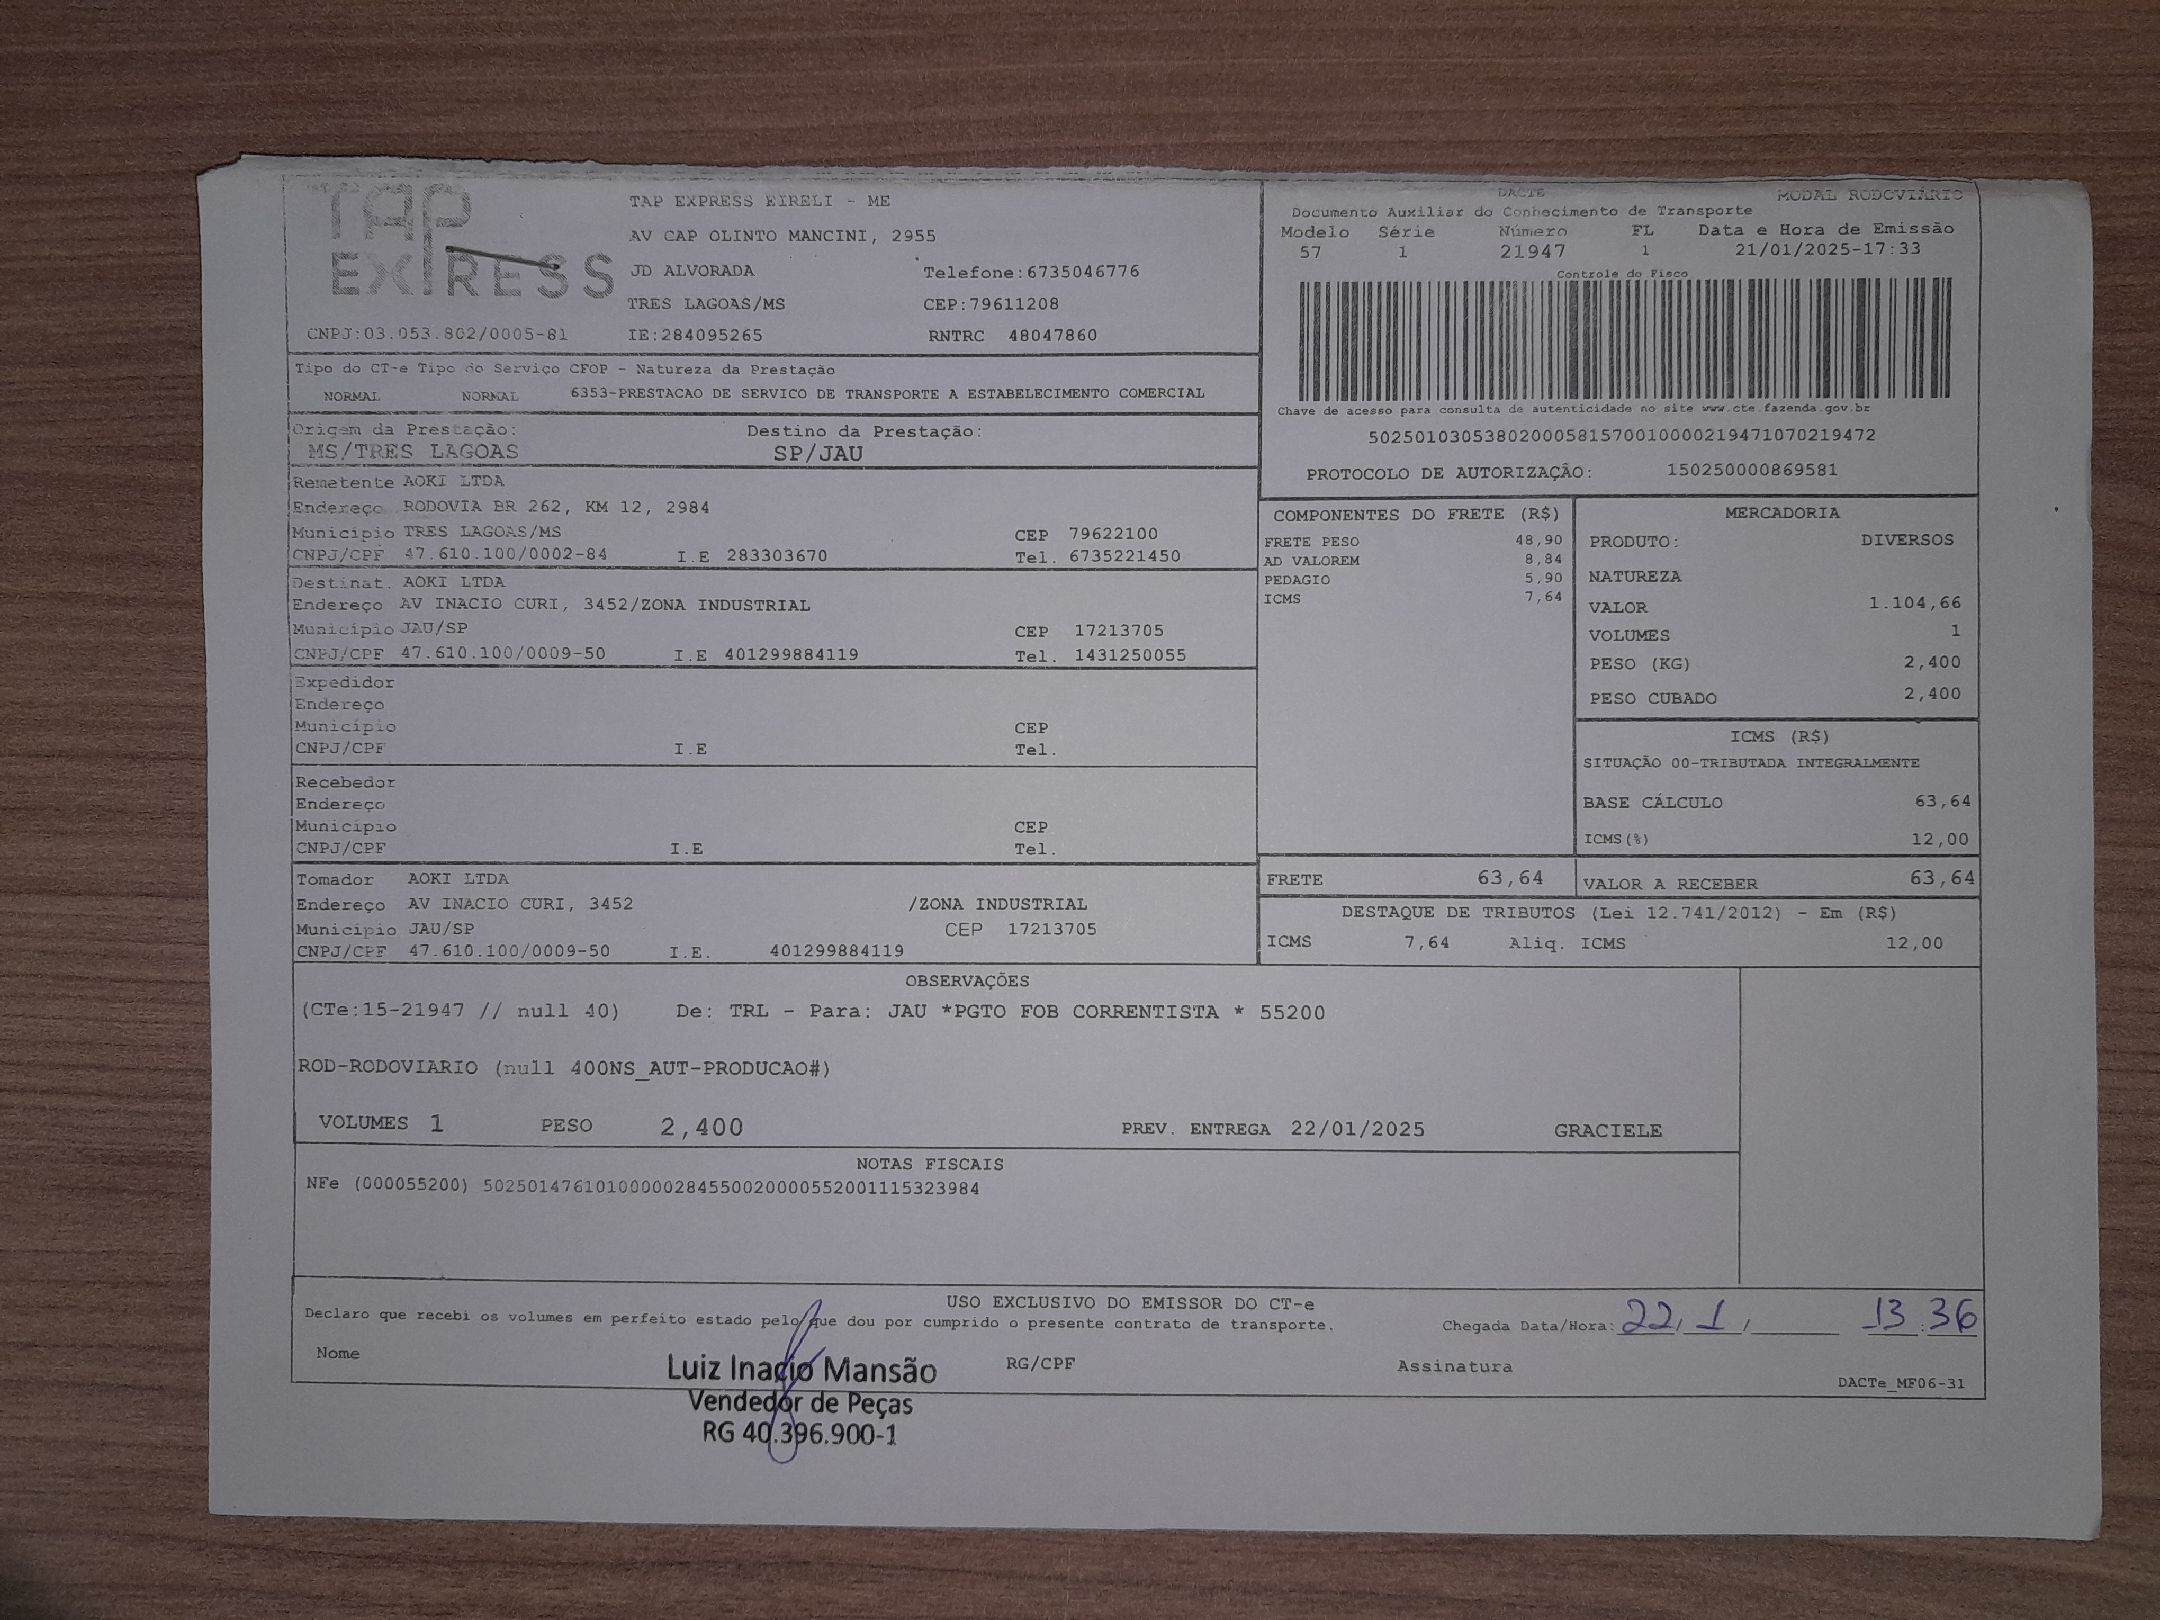 TAP
EXPRESS
TAP EXPRESS EIRELI - ME
AV CAP OLINTO MANCINI, 2955
JD ALVORADA Telefone:6735046776
TRES LAGOAS/MS CEP:79611208
CNPJ:03.053.802/0005-81 IE:284095265 RNTRC 48047860
DACTE MODAL RODOVIÁRIO
Documento Auxiliar do Conhecimento de Transporte
Modelo Série Número FL Data e Hora de Emissão
57 1 21947 1 21/01/2025-17:33
Controle do Fisco
Chave de acesso para consulta de autenticidade no site www.cte.fazenda.gov.br
50250103053802000581570010000219471070219472
PROTOCOLO DE AUTORIZAÇÃO: 150250000869581
Tipo do CT-e Tipo do Serviço CFOP - Natureza da Prestação
NORMAL NORMAL 6353-PRESTACAO DE SERVICO DE TRANSPORTE A ESTABELECIMENTO COMERCIAL
Origem da Prestação: Destino da Prestação:
MS/TRES LAGOAS SP/JAU
Remetente AOKI LTDA
Endereço RODOVIA BR 262, KM 12, 2984
Município TRES LAGOAS/MS CEP 79622100
CNPJ/CPF 47.610.100/0002-84 I.E 283303670 Tel. 6735221450
Destinat. AOKI LTDA
Endereço AV INACIO CURI, 3452/ZONA INDUSTRIAL
Município JAU/SP CEP 17213705
CNPJ/CPF 47.610.100/0009-50 I.E 401299884119 Tel. 1431250055
Expedidor
Endereço
Município CEP
CNPJ/CPF I.E Tel.
Recebedor
Endereço
Município CEP
CNPJ/CPF I.E Tel.
Tomador AOKI LTDA
Endereço AV INACIO CURI, 3452 /ZONA INDUSTRIAL
Município JAU/SP CEP 17213705
CNPJ/CPF 47.610.100/0009-50 I.E. 401299884119
COMPONENTES DO FRETE (R$)
FRETE PESO 48,90
AD VALOREM 8,84
PEDAGIO 5,90
ICMS 7,64
MERCADORIA
PRODUTO: DIVERSOS
NATUREZA
VALOR 1.104,66
VOLUMES 1
PESO (KG) 2,400
PESO CUBADO 2,400
ICMS (R$)
SITUAÇÃO 00-TRIBUTADA INTEGRALMENTE
BASE CÁLCULO 63,64
ICMS(%) 12,00
FRETE 63,64 VALOR A RECEBER 63,64
DESTAQUE DE TRIBUTOS (Lei 12.741/2012) - Em (R$)
ICMS 7,64 Aliq. ICMS 12,00
OBSERVAÇÕES
(CTe:15-21947 // null 40) De: TRL - Para: JAU *PGTO FOB CORRENTISTA * 55200
ROD-RODOVIARIO (null 400NS_AUT-PRODUCAO#)
VOLUMES 1 PESO 2,400 PREV. ENTREGA 22/01/2025 GRACIELE
NOTAS FISCAIS
NFe (000055200) 50250147610100000284550020000552001115323984
USO EXCLUSIVO DO EMISSOR DO CT-e
Declaro que recebi os volumes em perfeito estado pelo que dou por cumprido o presente contrato de transporte. Chegada Data/Hora: 22/1/ 13:36
Nome RG/CPF Assinatura
DACTe_MF06-31
Luiz Inacio Mansão
Vendedor de Peças
RG 40.396.900-1